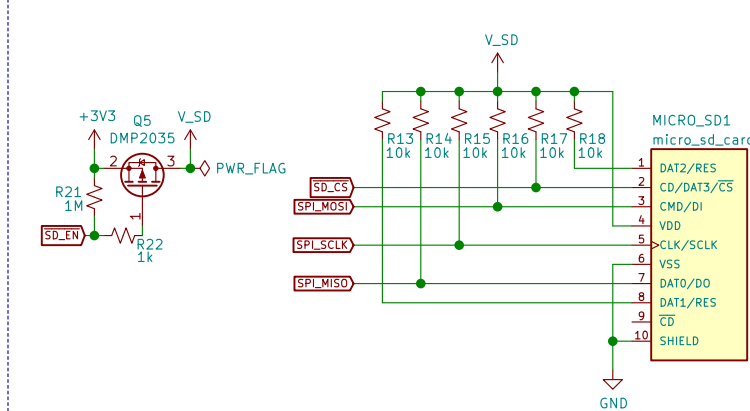 V_SD
+3V3
Q5
V_SD
DMP2035
2
3
PWR_FLAG
R21
1M
1
SD_EN
R22
1k
R13
10k
R14
10k
R15
10k
R16
10k
R17
10k
R18
10k
MICRO_SD1
micro_sd_card
1 DAT2/RES
SD_CS
2 CD/DAT3/CS
SPI_MOSI
3 CMD/DI
4 VDD
SPI_SCLK
5 CLK/SCLK
6 VSS
SPI_MISO
7 DAT0/DO
8 DAT1/RES
9 CD
10 SHIELD
GND